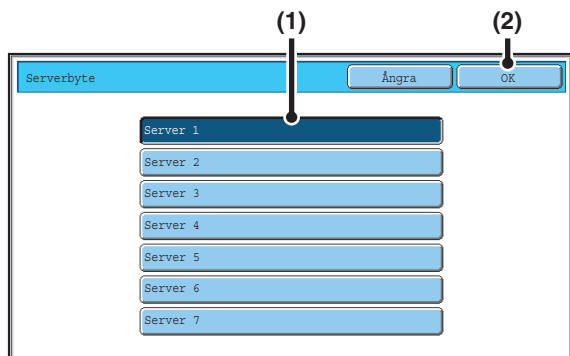 (1) (2)
Serverbyte Ångra OK
Server 1
Server 2
Server 3
Server 4
Server 5
Server 6
Server 7